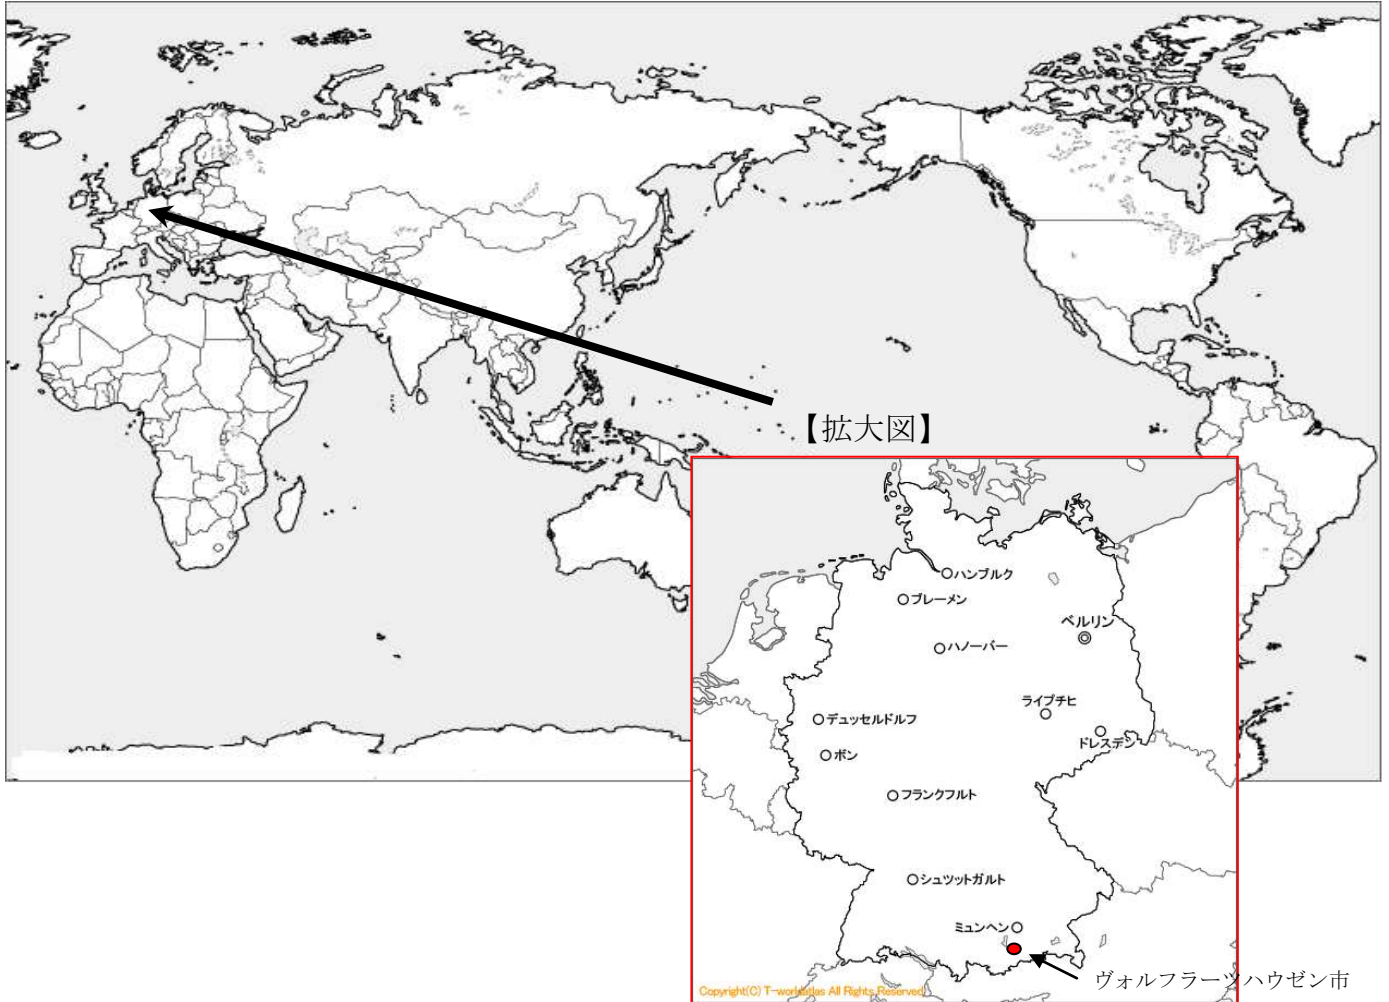 【拡大図】
ハンブルク
ブレーメン
ベルリン
ハノーバー
ライプチヒ
デュッセルドルフ
ドレスデン
ボン
フランクフルト
シュツットガルト
ミュンヘン
ヴォルフラーツハウゼン市
Copyright(C) T-worldatlas All Rights Reserved